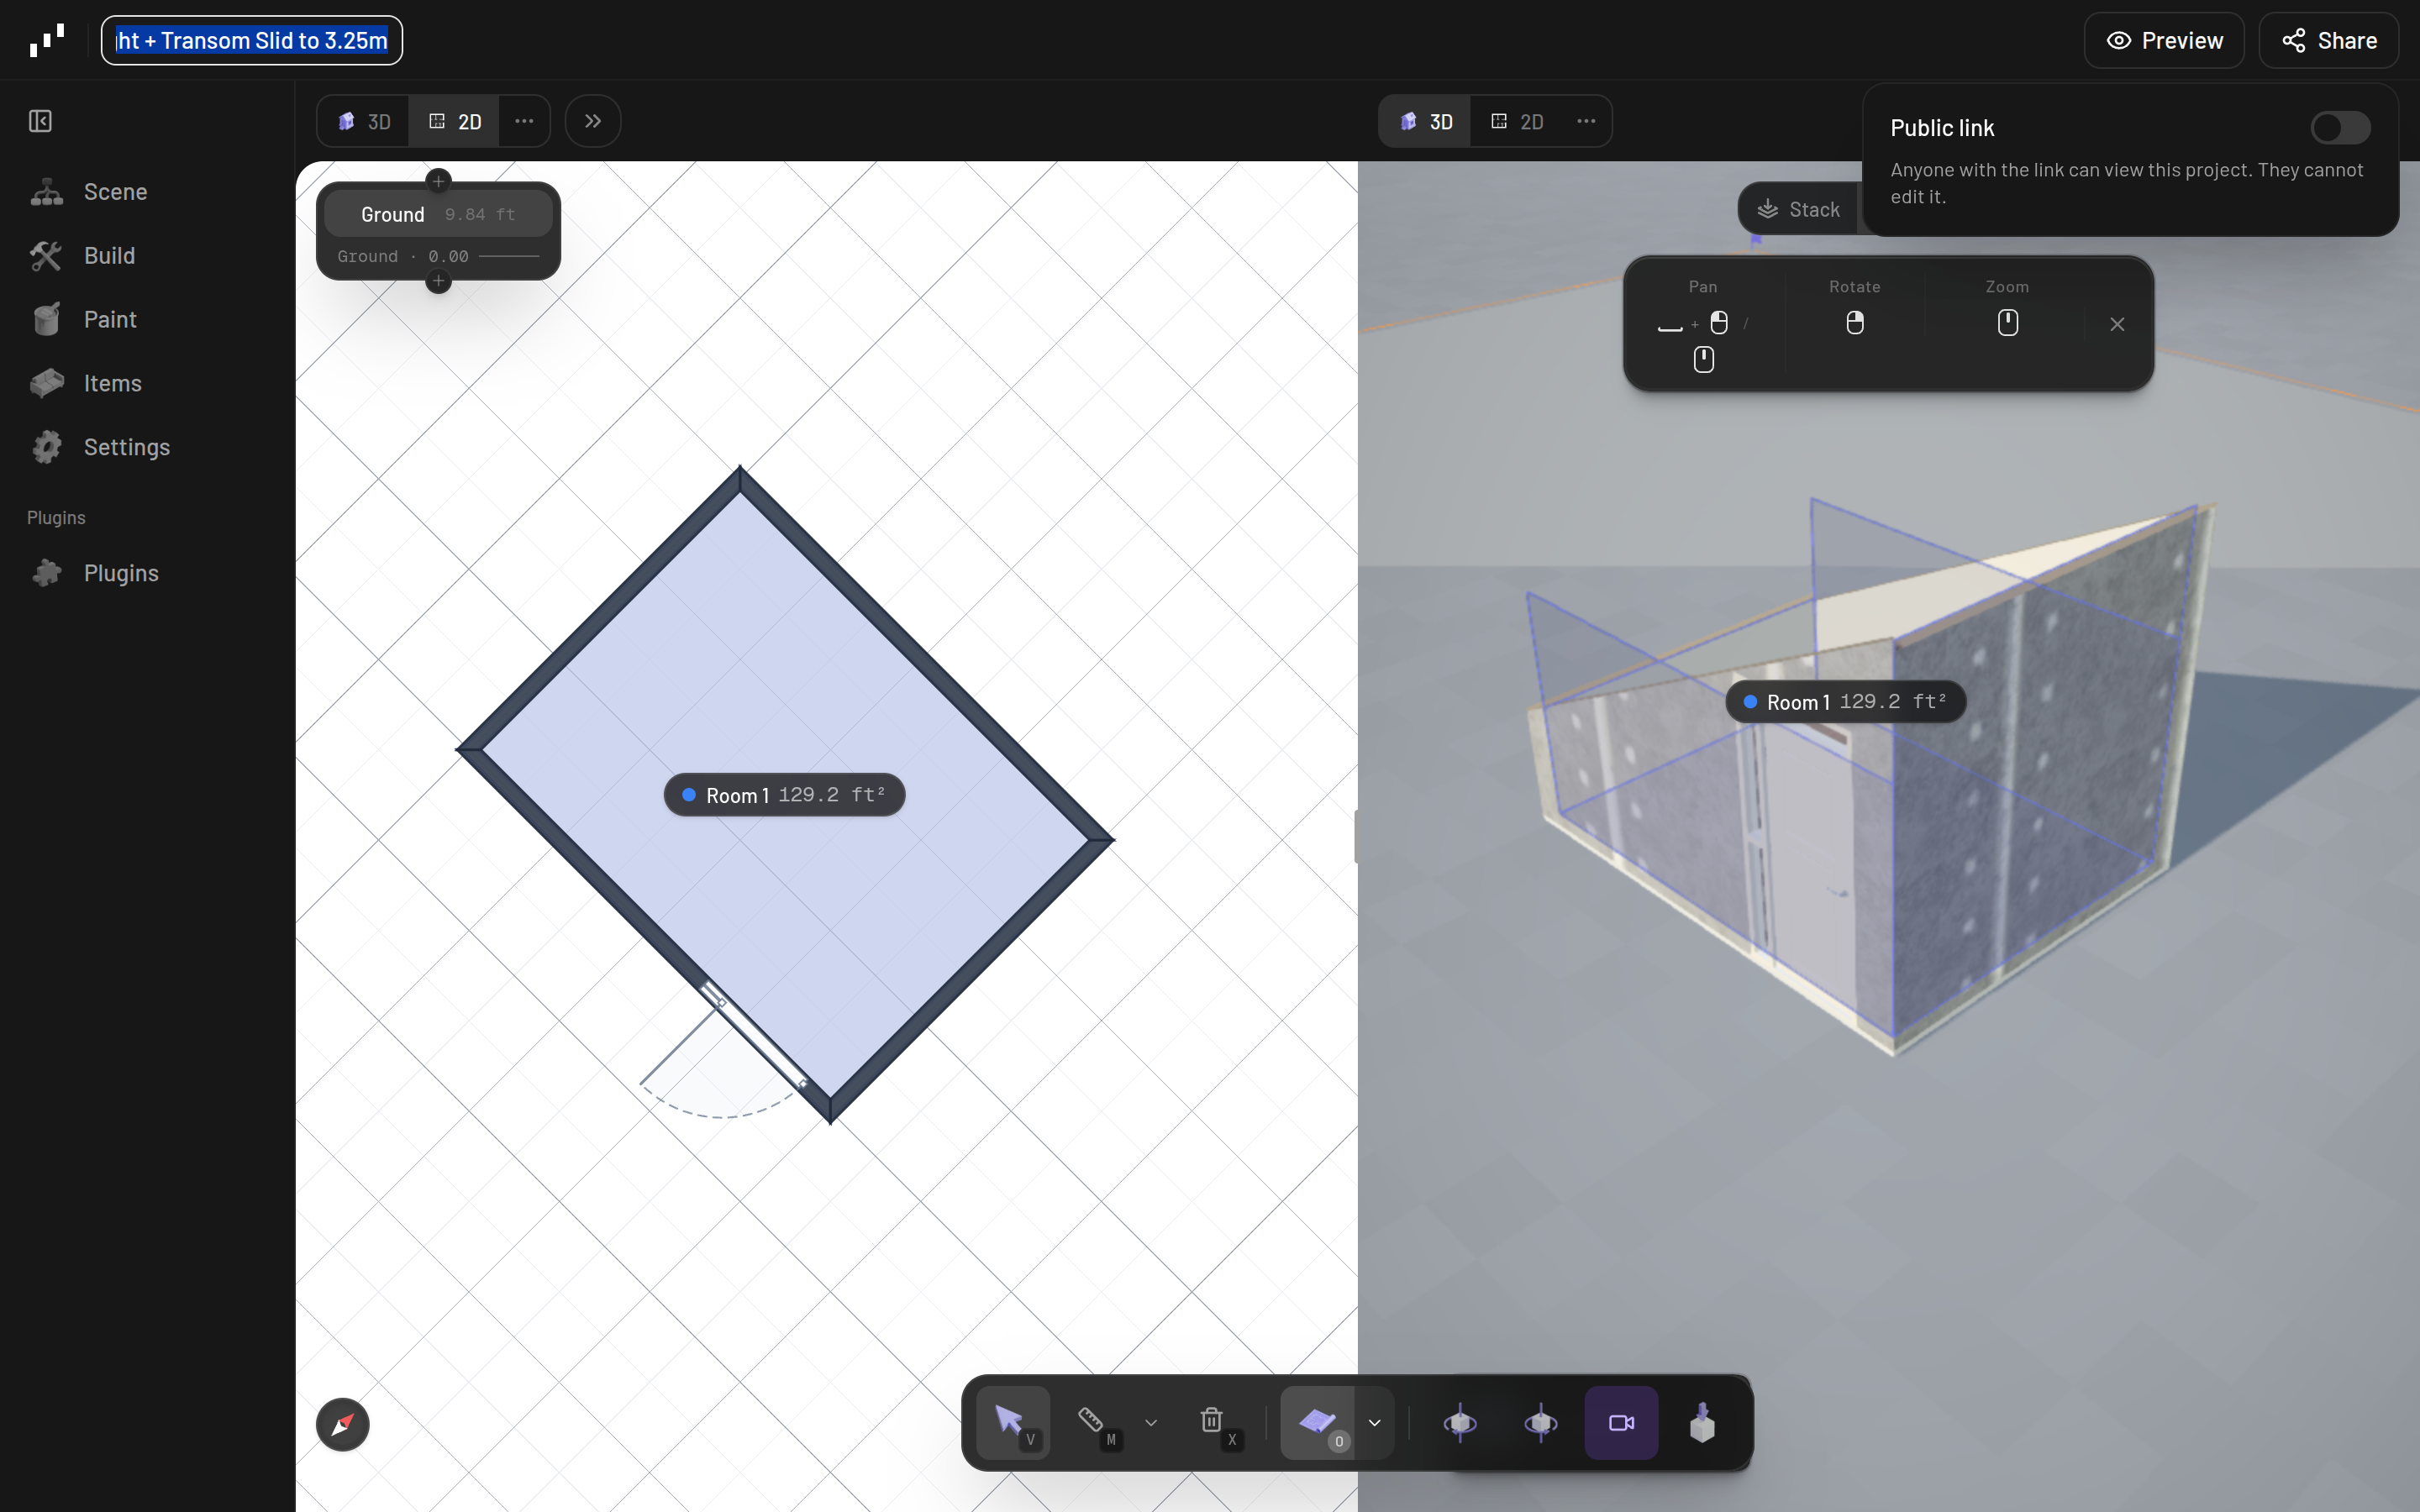 ht + Transom Slid to 3.25m
Preview
Share
3D
2D
3D
2D
Public link
Anyone with the link can view this project. They cannot
edit it.
Scene
Build
Paint
Items
Settings
Plugins
Plugins
Ground 9.84 ft
Ground · 0.00
Stack
Pan
Rotate
Zoom
+
/
Room 1 129.2 ft²
Room 1 129.2 ft²
V
M
X
0